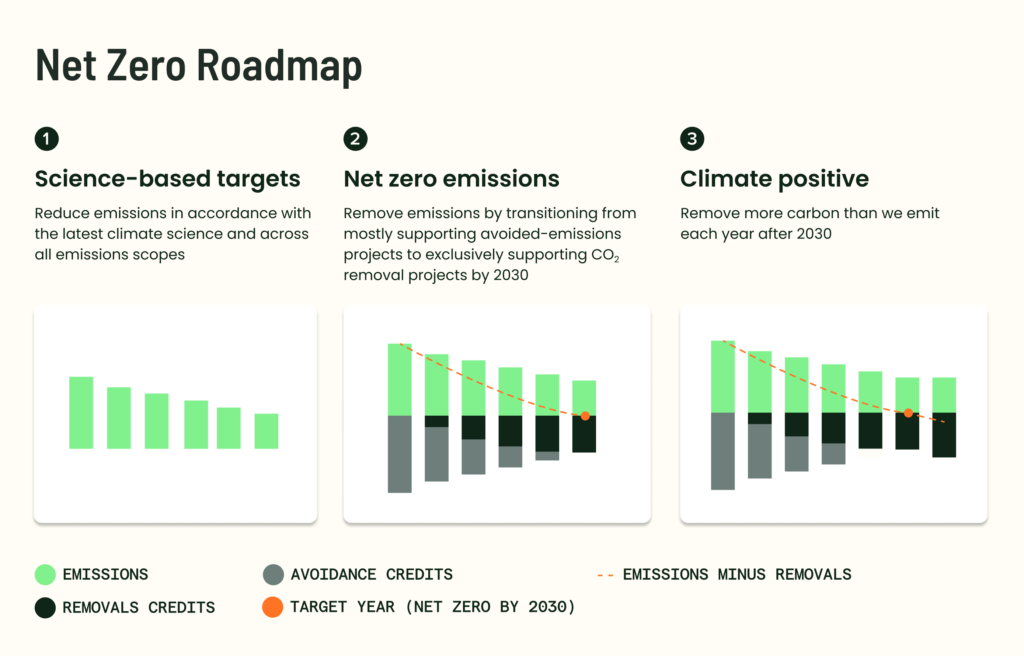 Net Zero Roadmap
1
Science-based targets
Reduce emissions in accordance with
the latest climate science and across
all emissions scopes
2
Net zero emissions
Remove emissions by transitioning from
mostly supporting avoided-emissions
projects to exclusively supporting CO₂
removal projects by 2030
3
Climate positive
Remove more carbon than we emit
each year after 2030
EMISSIONS
AVOIDANCE CREDITS
EMISSIONS MINUS REMOVALS
REMOVALS CREDITS
TARGET YEAR (NET ZERO BY 2030)